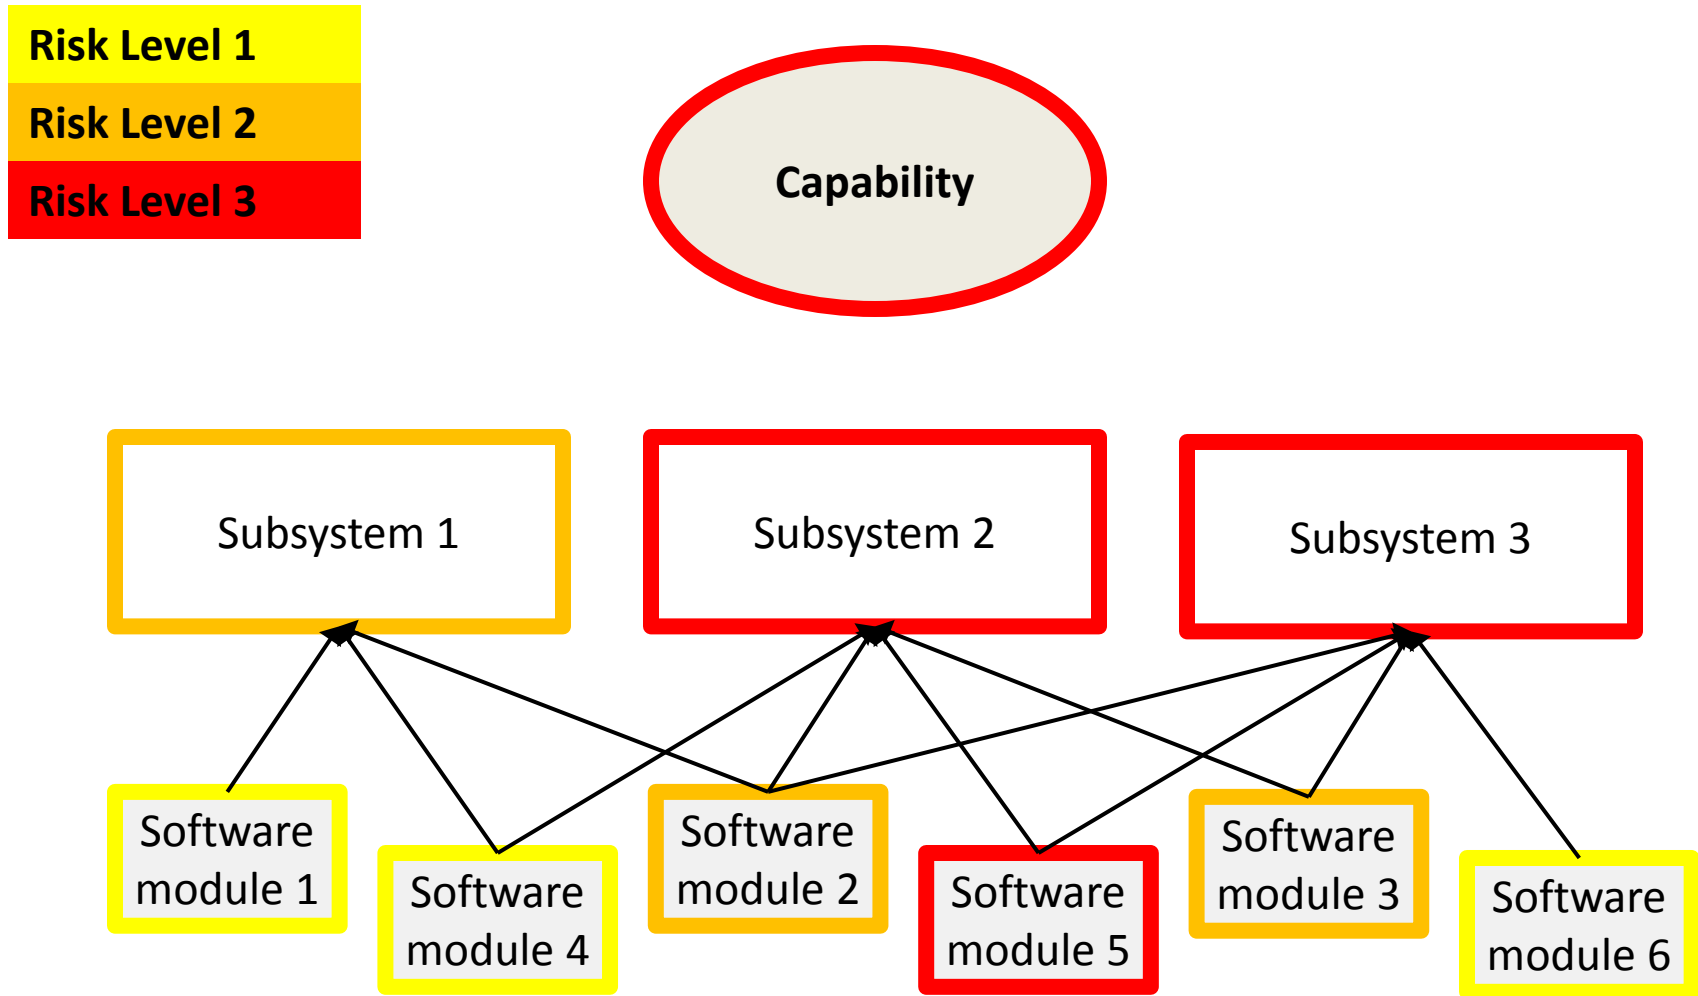 Risk Level 1
Risk Level 2
Risk Level 3
Capability
Subsystem 1
Subsystem 2
Subsystem 3
Software
module 1
Software
module 4
Software
module 2
Software
module 5
Software
module 3
Software
module 6